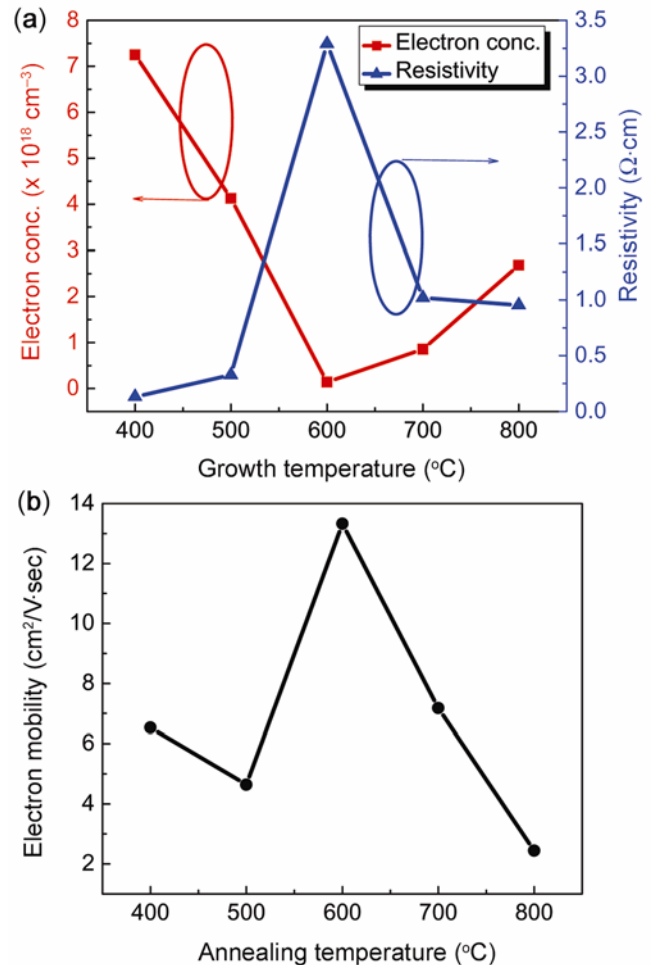 (a)
Electron conc.
Resistivity
Electron conc. (x 10¹⁸ cm⁻³)
8
7
6
5
4
3
2
1
0
3.5
3.0
2.5
2.0
1.5
1.0
0.5
0.0
Resistivity (Ω·cm)
400 500 600 700 800
Growth temperature (°C)
(b)
Electron mobility (cm²/V·sec)
14
12
10
8
6
4
2
400 500 600 700 800
Annealing temperature (°C)